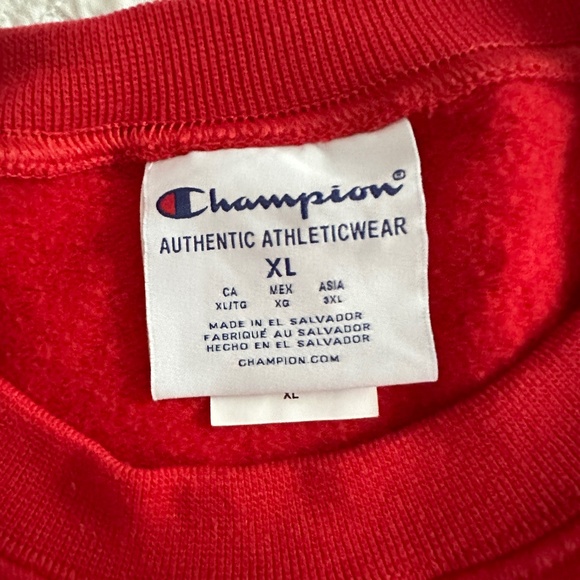 Champion®
AUTHENTIC ATHLETICWEAR
XL
CA MEX ASIA
XL/TG XG 3XL
MADE IN EL SALVADOR
FABRIQUÉ AU SALVADOR
HECHO EN EL SALVADOR
CHAMPION.COM
XL